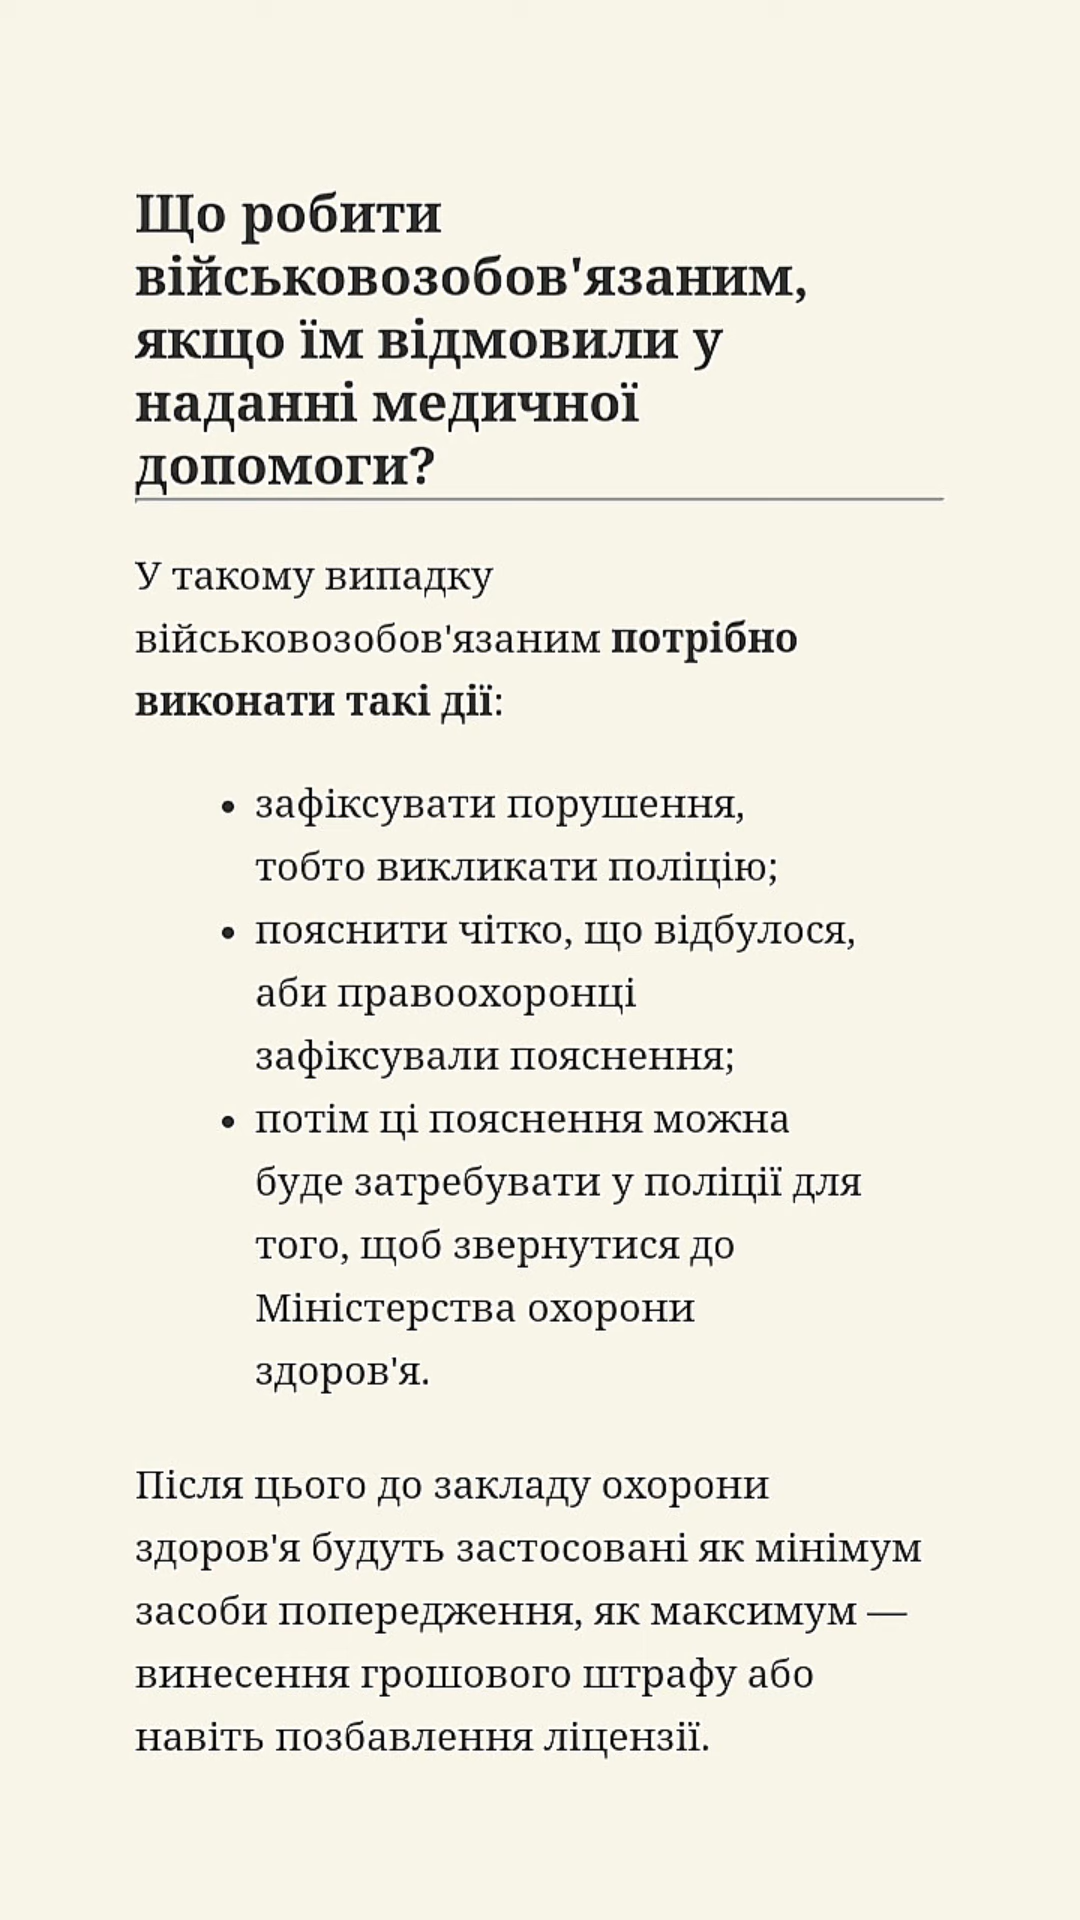 Що робити
військовозобов'язаним,
якщо їм відмовили у
наданні медичної
допомоги?
У такому випадку
військовозобов'язаним потрібно
виконати такі дії:
• зафіксувати порушення,
тобто викликати поліцію;
• пояснити чітко, що відбулося,
аби правоохоронці
зафіксували пояснення;
• потім ці пояснення можна
буде затребувати у поліції для
того, щоб звернутися до
Міністерства охорони
здоров'я.
Після цього до закладу охорони
здоров'я будуть застосовані як мінімум
засоби попередження, як максимум —
винесення грошового штрафу або
навіть позбавлення ліцензії.